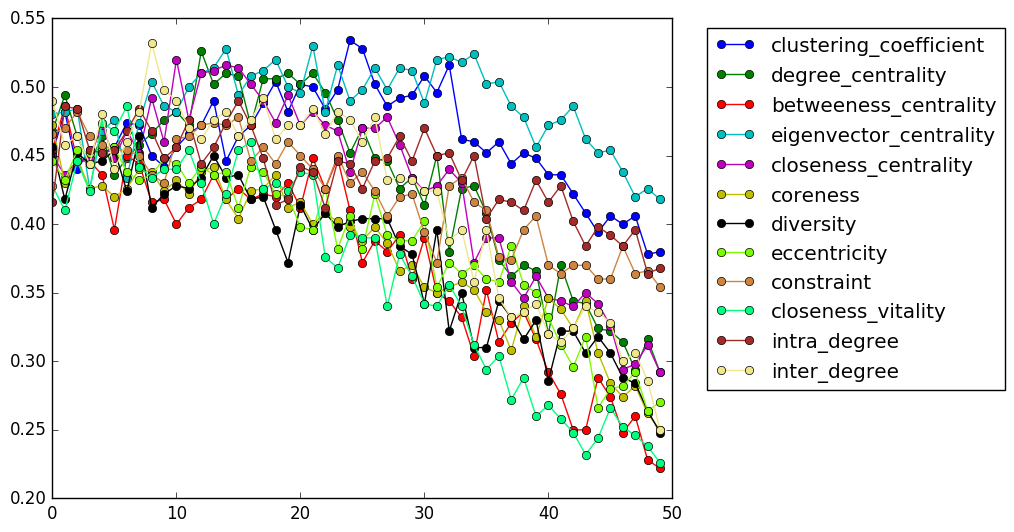 0.55
0.50
0.45
0.40
0.35
0.30
0.25
0.20
0 10 20 30 40 50
clustering_coefficient
degree_centrality
betweeness_centrality
eigenvector_centrality
closeness_centrality
coreness
diversity
eccentricity
constraint
closeness_vitality
intra_degree
inter_degree